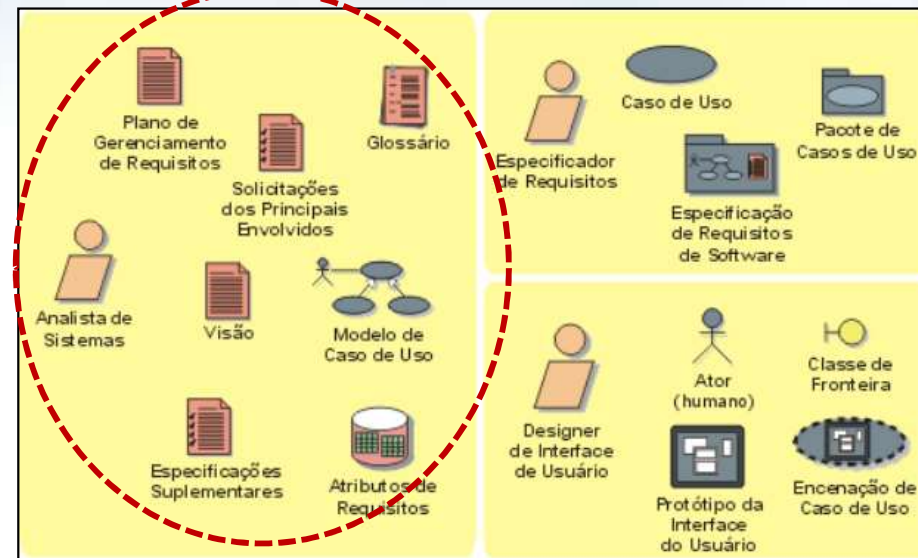 Plano de
Gerenciamento
de Requisitos
Glossário
Solicitações
dos Principais
Envolvidos
Analista de
Sistemas
Visão
Modelo de
Caso de Uso
Especificações
Suplementares
Atributos de
Requisitos
Especificador
de Requisitos
Caso de Uso
Pacote de
Casos de Uso
Especificação
de Requisitos
de Software
Designer
de Interface
de Usuário
Ator
(humano)
Classe de
Fronteira
Protótipo da
Interface
do Usuário
Encenação de
Caso de Uso